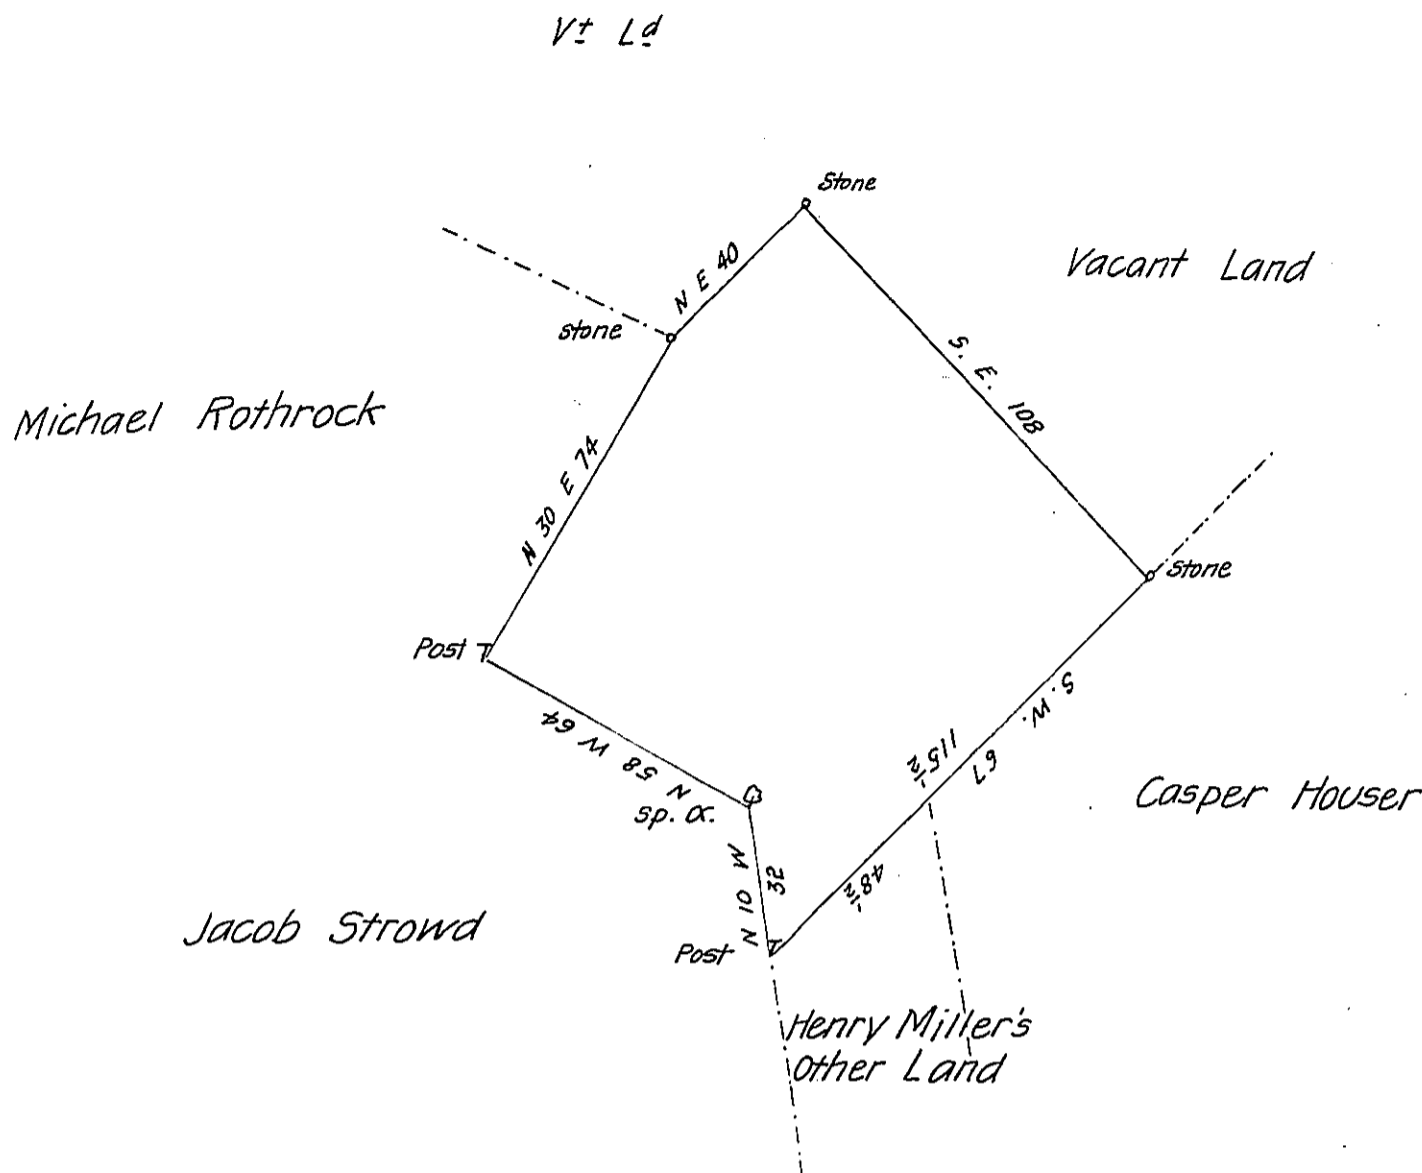 Vt Ld
Stone
Vacant Land
N E 40
Stone
S. E. 108
Michael Rothrock
N 30 E 74
Stone
Post
S. W.
N 58 W 64
115½
67
Casper Houser
Sp. O.
N 10 W
32
48½
Jacob Strowd
Post
Henry Miller's
Other Land